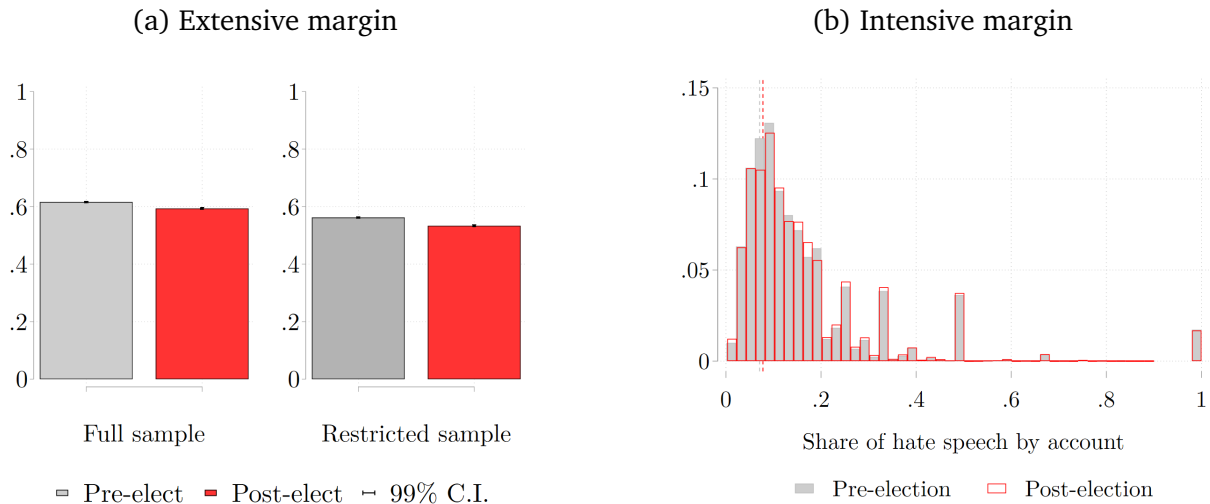 (a) Extensive margin
1
.8
.6
.4
.2
0
Full sample
1
.8
.6
.4
.2
0
Restricted sample
Pre-elect Post-elect 99% C.I.
(b) Intensive margin
.15
.1
.05
0
0 .2 .4 .6 .8 1
Share of hate speech by account
Pre-election Post-election